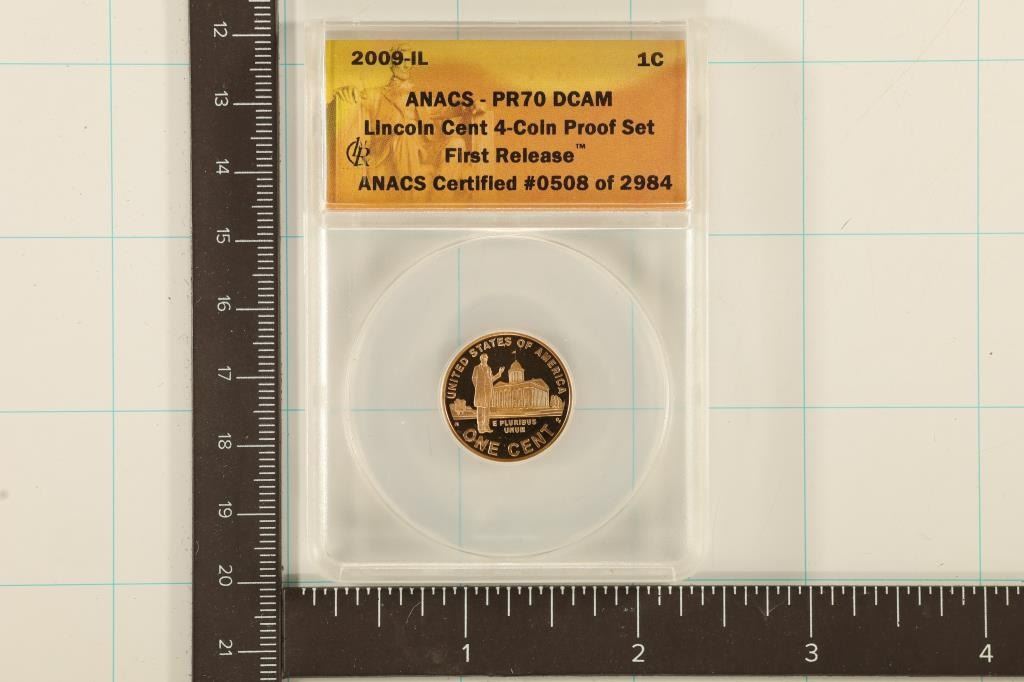 2009-IL 1C
ANACS - PR70 DCAM
Lincoln Cent 4-Coin Proof Set
First Release™
ANACS Certified #0508 of 2984
UNITED STATES OF AMERICA
E PLURIBUS
UNUM
ONE CENT
12
13
14
15
16
17
18
19
20
21
1 2 3 4